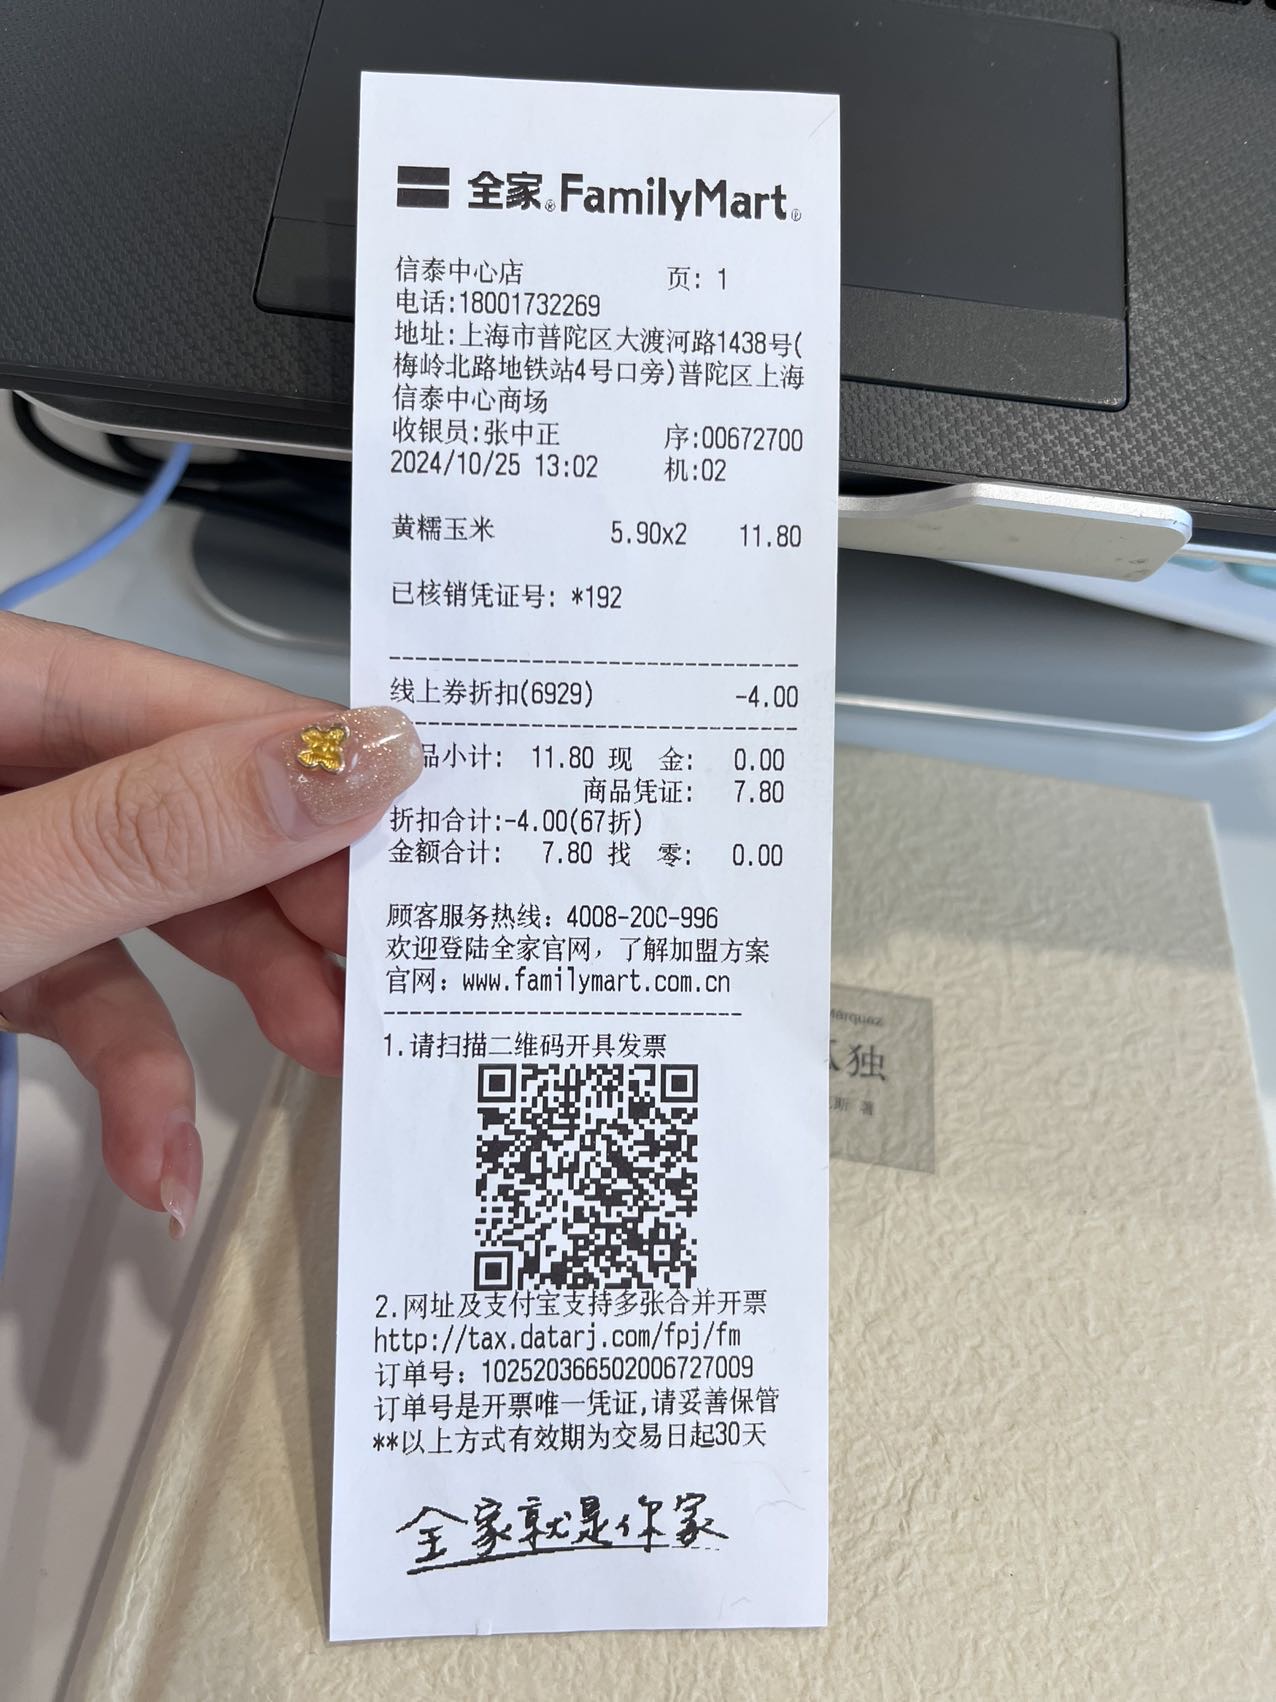 全家®FamilyMart®
信泰中心店 页: 1
电话:18001732269
地址:上海市普陀区大渡河路1438号(
梅岭北路地铁站4号口旁)普陀区上海
信泰中心商场
收银员:张中正 序:00672700
2024/10/25 13:02 机:02
黄糯玉米 5.90x2 11.80
已核销凭证号: *192
线上券折扣(6929) -4.00
品小计: 11.80 现 金: 0.00
商品凭证: 7.80
折扣合计:-4.00(67折)
金额合计: 7.80 找 零: 0.00
顾客服务热线: 4008-200-996
欢迎登陆全家官网，了解加盟方案
官网: www.familymart.com.cn
1.请扫描二维码开具发票
2.网址及支付宝支持多张合并开票
http://tax.datarj.com/fpj/fm
订单号: 102520366502006727009
订单号是开票唯一凭证,请妥善保管
**以上方式有效期为交易日起30天
全家就是你家
独
斯 著